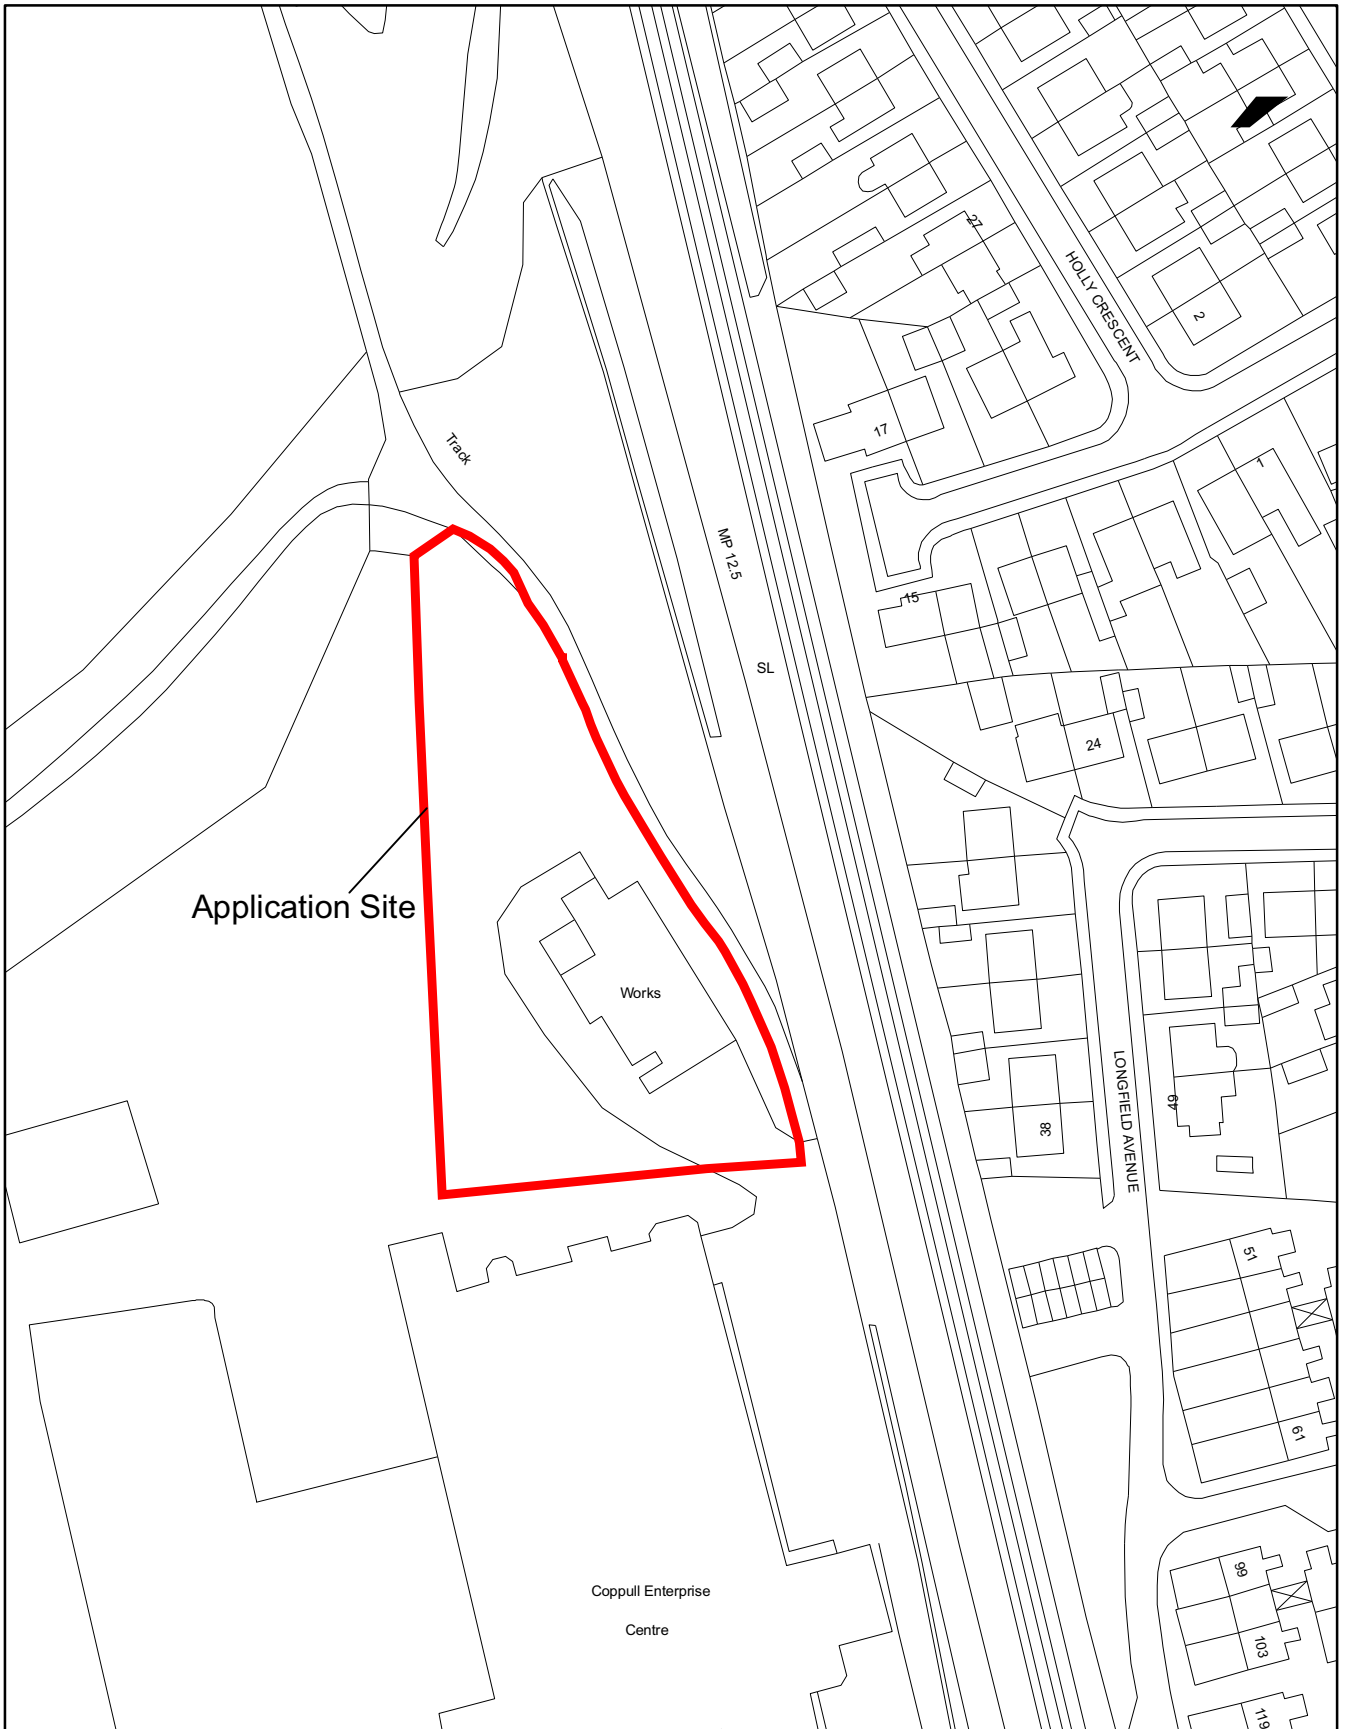 27
HOLLY CRESCENT
2
17
Track
1
MP 12.5
15
SL
24
Application Site
Works
LONGFIELD AVENUE
49
38
51
61
99
Coppull Enterprise
Centre
103
119